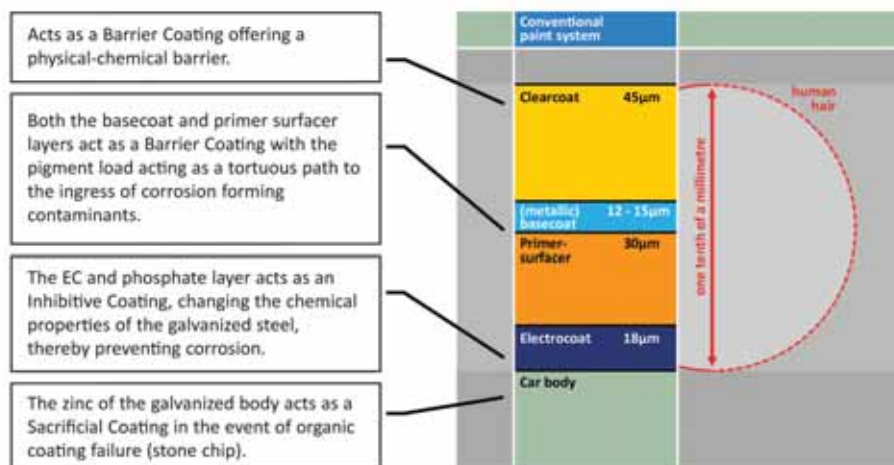 Acts as a Barrier Coating offering a
physical-chemical barrier.
Both the basecoat and primer surfacer
layers act as a Barrier Coating with the
pigment load acting as a tortuous path to
the ingress of corrosion forming
contaminants.
The EC and phosphate layer acts as an
Inhibitive Coating, changing the chemical
properties of the galvanized steel,
thereby preventing corrosion.
The zinc of the galvanized body acts as a
Sacrificial Coating in the event of organic
coating failure (stone chip).
Conventional
paint system
Clearcoat 45µm
(metallic) 12 - 15µm
basecoat
Primer- 30µm
surfacer
Electrocoat 18µm
Car body
human
hair
one tenth of a millimetre